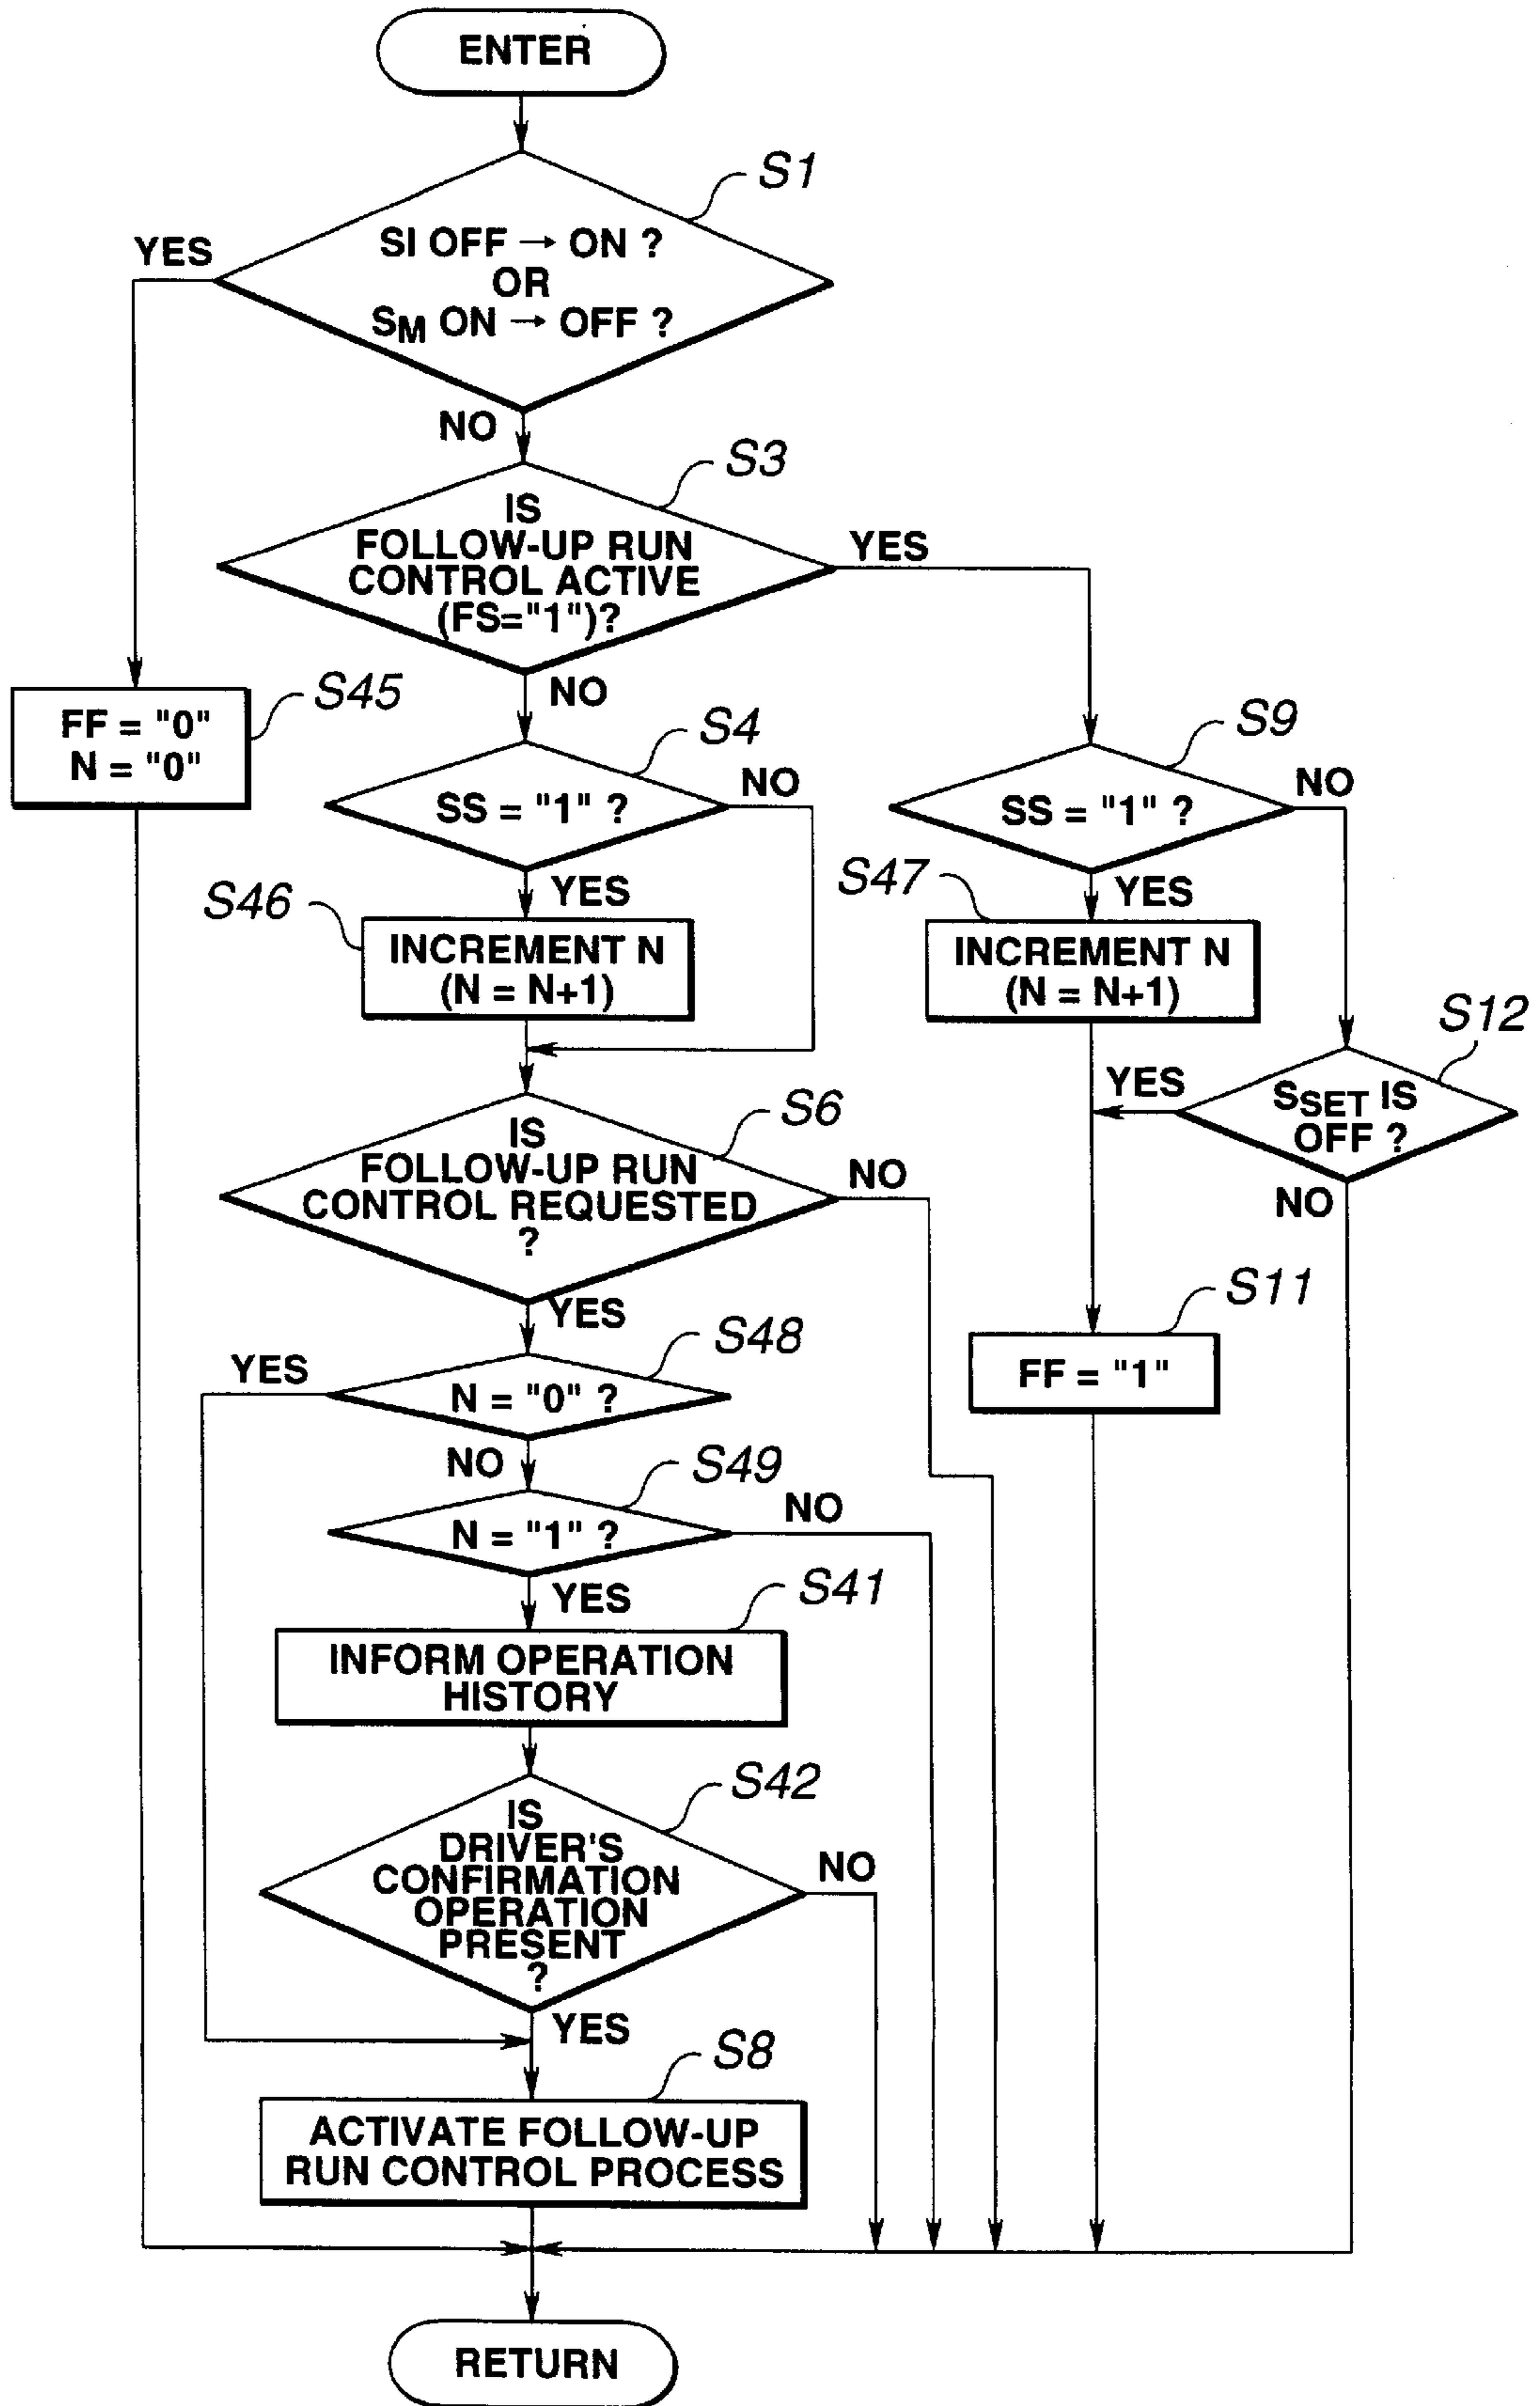 ENTER
S1
YES
SI OFF → ON ?
OR
SM ON → OFF ?
NO
S3
IS
FOLLOW-UP RUN
CONTROL ACTIVE
(FS="1")?
YES
NO
S45
FF = "0"
N = "0"
S4
SS = "1" ?
NO
YES
S9
SS = "1" ?
NO
YES
S46
INCREMENT N
(N = N+1)
S47
INCREMENT N
(N = N+1)
S12
SSET IS
OFF ?
YES
NO
S6
IS
FOLLOW-UP RUN
CONTROL REQUESTED
?
NO
YES
S11
FF = "1"
S48
YES
N = "0" ?
NO
S49
N = "1" ?
NO
YES
S41
INFORM OPERATION
HISTORY
S42
IS
DRIVER'S
CONFIRMATION
OPERATION
PRESENT
?
NO
YES
S8
ACTIVATE FOLLOW-UP
RUN CONTROL PROCESS
RETURN